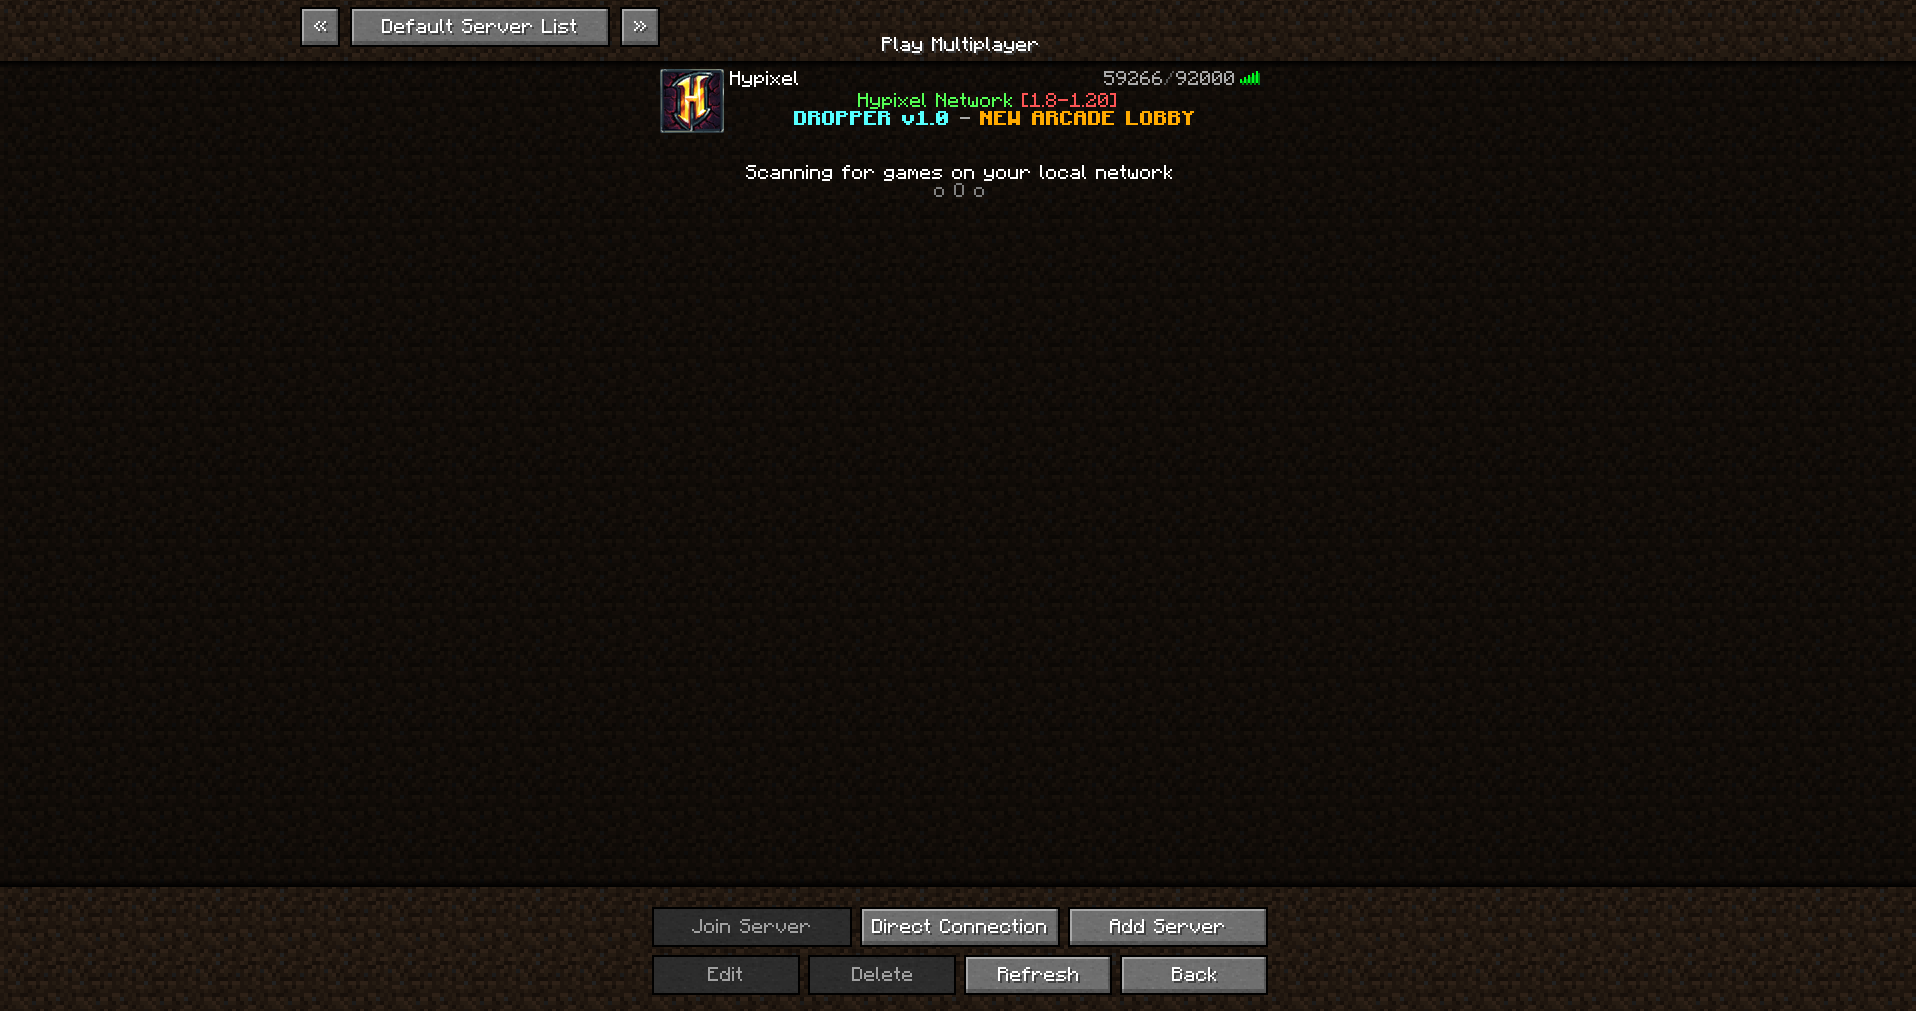 « Default Server List »
Play Multiplayer
Hypixel 59266/92000
Hypixel Network [1.8-1.20]
DROPPER v1.0 - NEW ARCADE LOBBY
Scanning for games on your local network
o O o
Join Server Direct Connection Add Server
Edit Delete Refresh Back